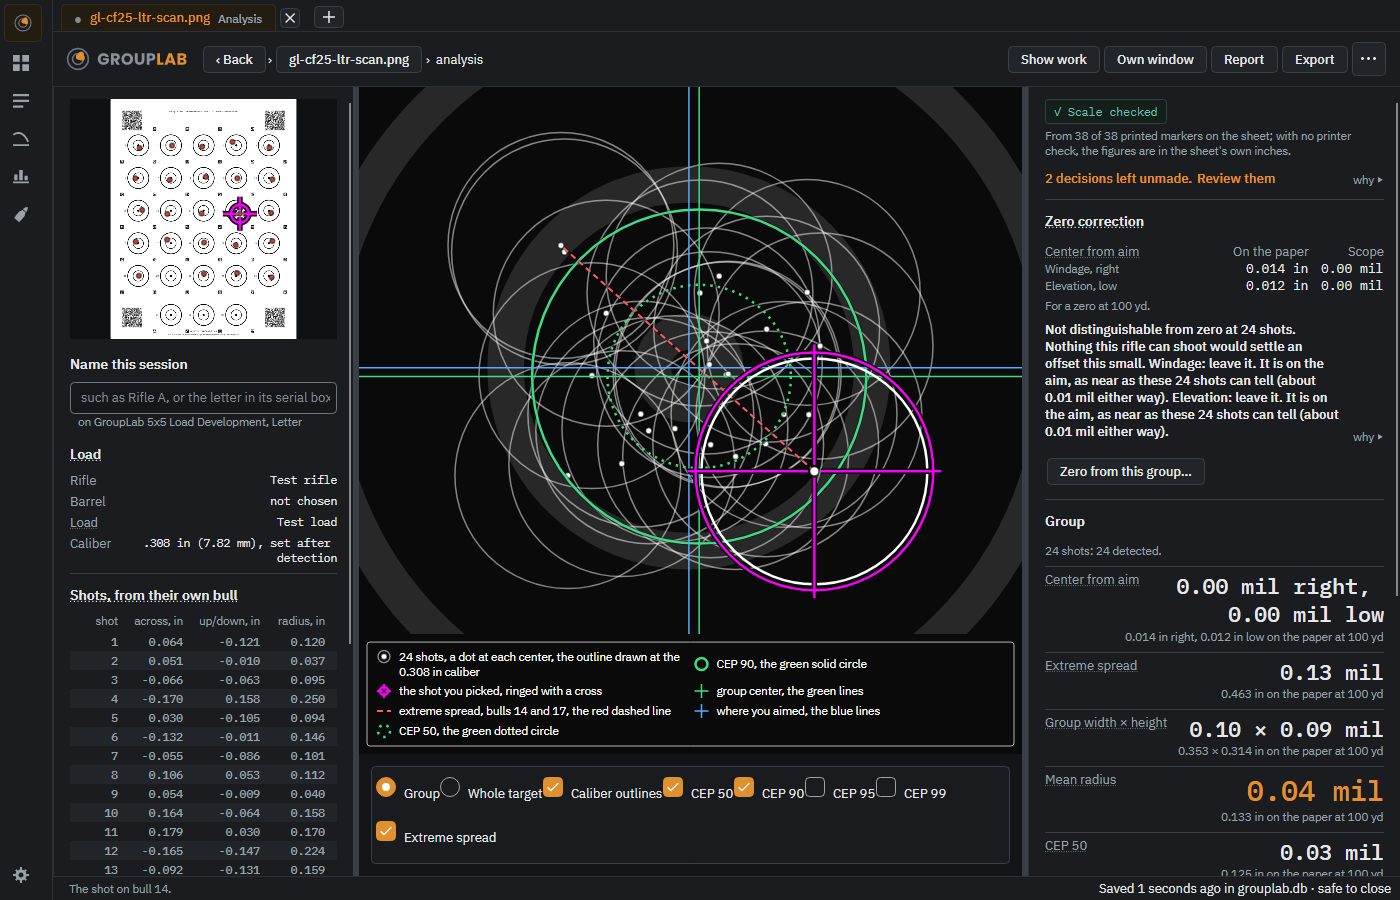 gl-cf25-ltr-scan.png Analysis
GROUPLAB
‹ Back › gl-cf25-ltr-scan.png › analysis
Show work
Own window
Report
Export
Name this session
such as Rifle A, or the letter in its serial box
on GroupLab 5x5 Load Development, Letter
Load
Rifle Test rifle
Barrel not chosen
Load Test load
Caliber .308 in (7.82 mm), set after
detection
Shots, from their own bull
shot across, in up/down, in radius, in
1 0.064 -0.121 0.120
2 0.051 -0.010 0.037
3 -0.066 -0.063 0.095
4 -0.170 0.158 0.250
5 0.030 -0.105 0.094
6 -0.132 -0.011 0.146
7 -0.055 -0.086 0.101
8 0.106 0.053 0.112
9 0.054 -0.009 0.040
10 0.164 -0.064 0.158
11 0.179 0.030 0.170
12 -0.165 -0.147 0.224
13 -0.092 -0.131 0.159
24 shots, a dot at each center, the outline drawn at the
0.308 in caliber
the shot you picked, ringed with a cross
extreme spread, bulls 14 and 17, the red dashed line
CEP 50, the green dotted circle
CEP 90, the green solid circle
group center, the green lines
where you aimed, the blue lines
Group Whole target Caliber outlines CEP 50 CEP 90 CEP 95 CEP 99
Extreme spread
√ Scale checked
From 38 of 38 printed markers on the sheet; with no printer
check, the figures are in the sheet's own inches.
2 decisions left unmade. Review them why ▸
Zero correction
Center from aim On the paper Scope
Windage, right 0.014 in 0.00 mil
Elevation, low 0.012 in 0.00 mil
For a zero at 100 yd.
Not distinguishable from zero at 24 shots.
Nothing this rifle can shoot would settle an
offset this small. Windage: leave it. It is on the
aim, as near as these 24 shots can tell (about
0.01 mil either way). Elevation: leave it. It is on
the aim, as near as these 24 shots can tell (about
0.01 mil either way). why ▸
Zero from this group...
Group
24 shots: 24 detected.
Center from aim 0.00 mil right,
0.00 mil low
0.014 in right, 0.012 in low on the paper at 100 yd
Extreme spread 0.13 mil
0.463 in on the paper at 100 yd
Group width × height 0.10 × 0.09 mil
0.353 × 0.314 in on the paper at 100 yd
Mean radius 0.04 mil
0.133 in on the paper at 100 yd
CEP 50 0.03 mil
0.125 in on the paper at 100 yd
The shot on bull 14.
Saved 1 seconds ago in grouplab.db · safe to close